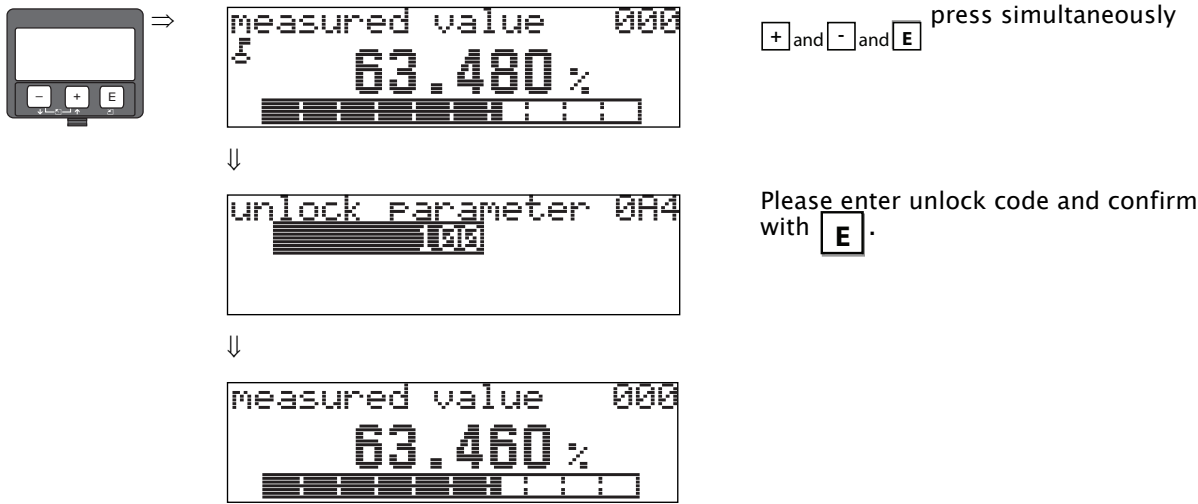 measured value 000
63.480 %
+ and - and E press simultaneously
- + E
⇒
⇓
unlock parameter 0A4
100
Please enter unlock code and confirm
with E .
⇓
measured value 000
63.460 %